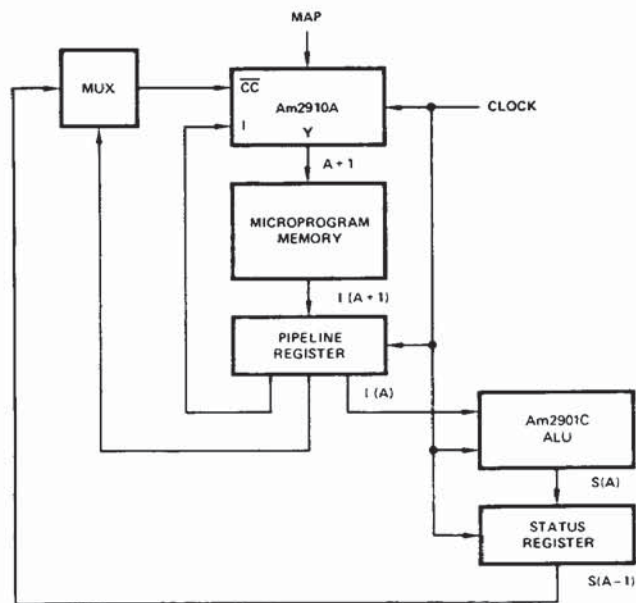 MAP
MUX
CC
Am2910A
I
Y
CLOCK
A + 1
MICROPROGRAM
MEMORY
I (A + 1)
PIPELINE
REGISTER
I (A)
Am2901C
ALU
S(A)
STATUS
REGISTER
S(A-1)